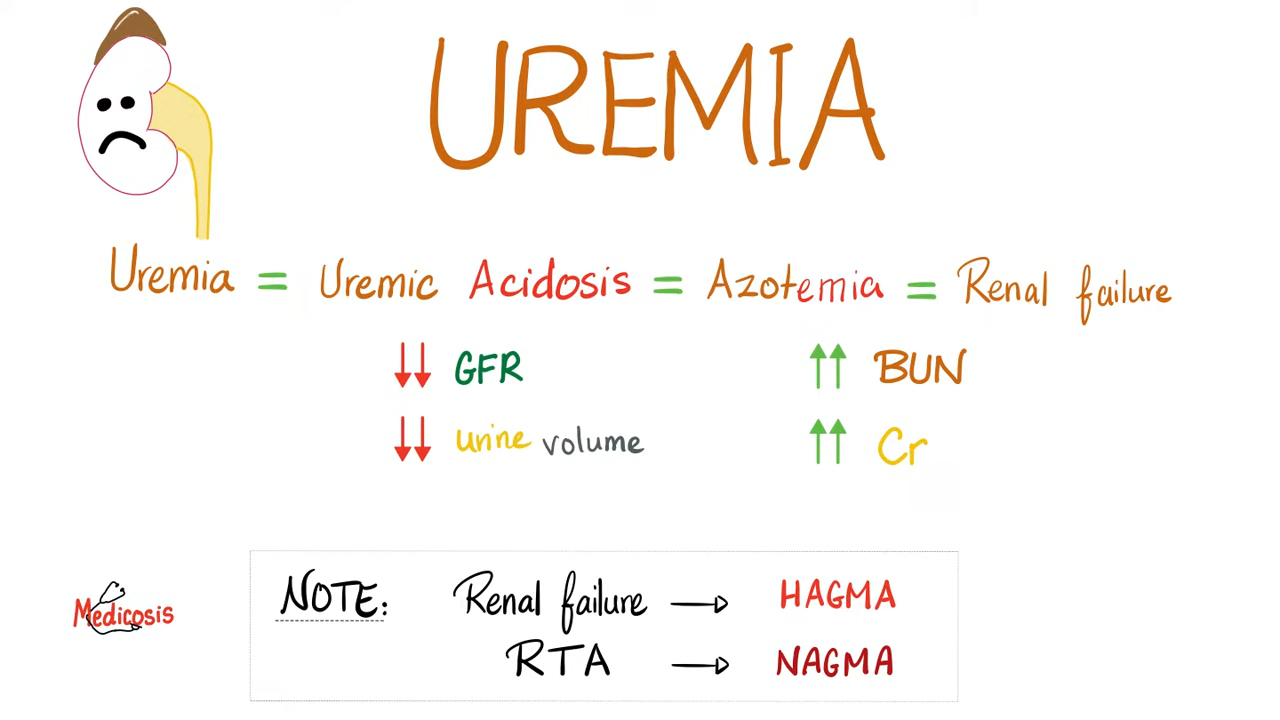 UREMIA
Uremia = Uremic Acidosis = Azotemia = Renal failure
↓↓ GFR ↑↑ BUN
↓↓ urine volume ↑↑ Cr
NOTE: Renal failure → HAGMA
Medicosis
RTA → NAGMA